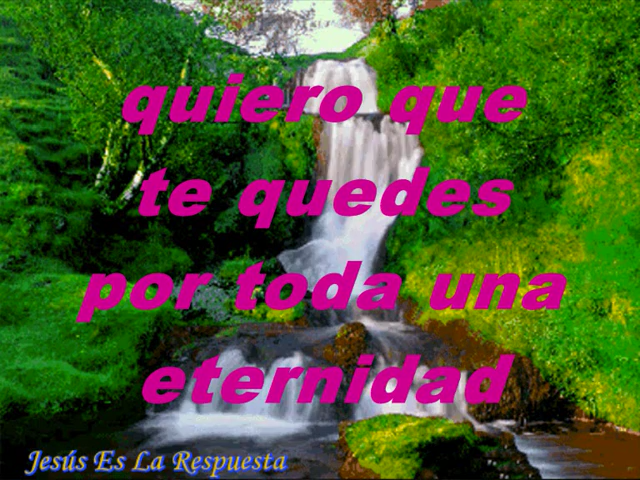 quiero que
te quedes
por toda una
eternidad
Jesús Es La Respuesta